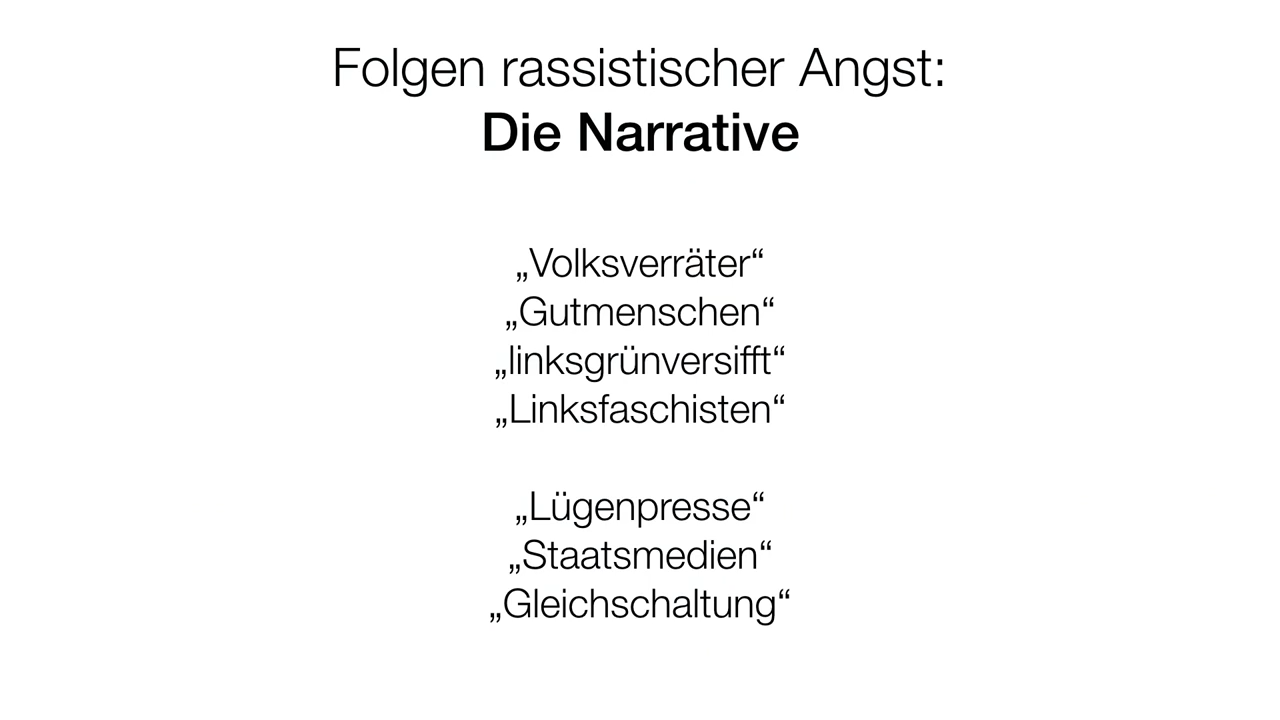 Folgen rassistischer Angst:
Die Narrative
„Volksverräter“
„Gutmenschen“
„linksgrünversifft“
„Linksfaschisten“
„Lügenpresse“
„Staatsmedien“
„Gleichschaltung“